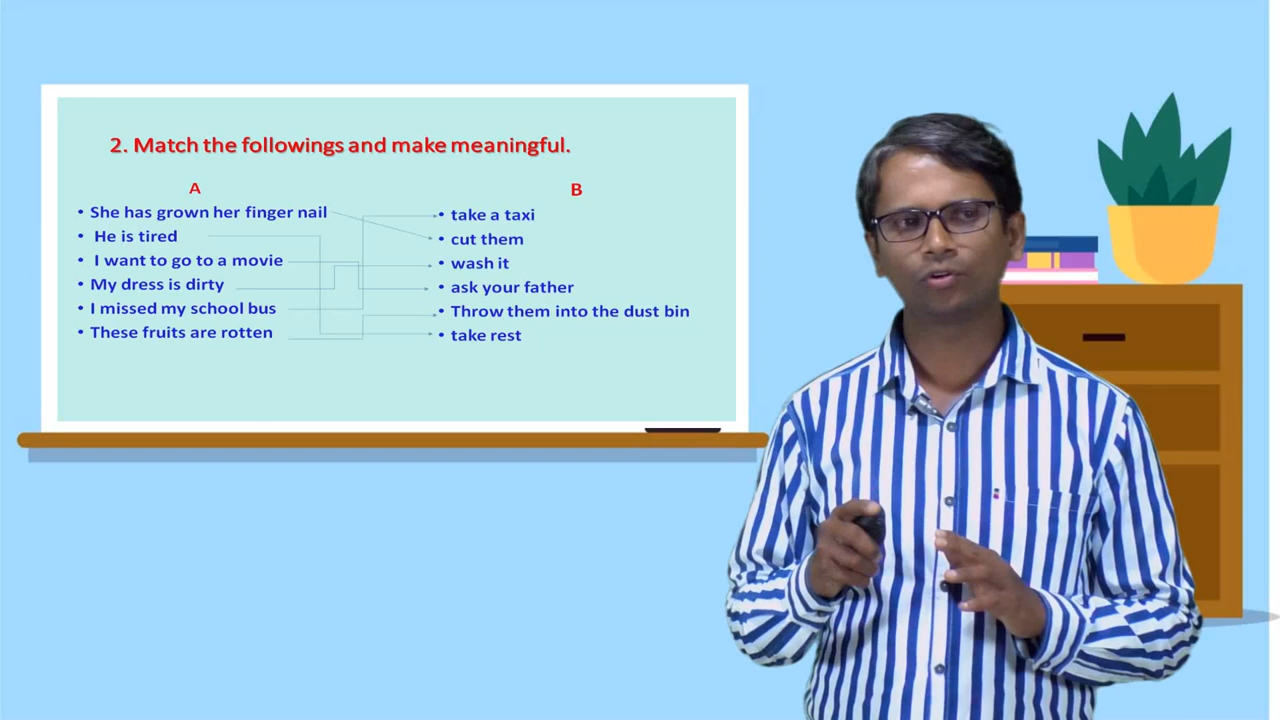 2. Match the followings and make meaningful.
A B
• She has grown her finger nail • take a taxi
• He is tired • cut them
• I want to go to a movie • wash it
• My dress is dirty • ask your father
• I missed my school bus • Throw them into the dust bin
• These fruits are rotten • take rest